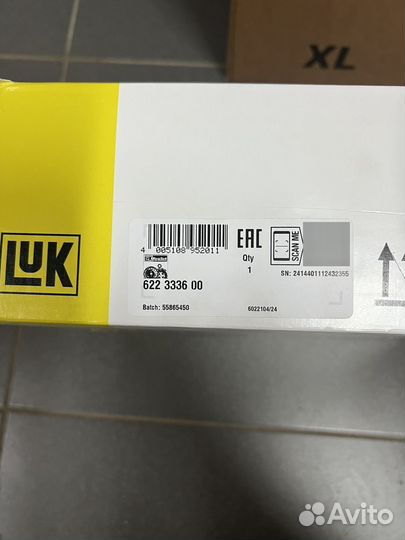 XL
LUK
4 005108 952011
EAC
SCAN ME
Qty
1
SN: 2414401112432355
622 3336 00
Batch: 55865450
6022104/24
Avito